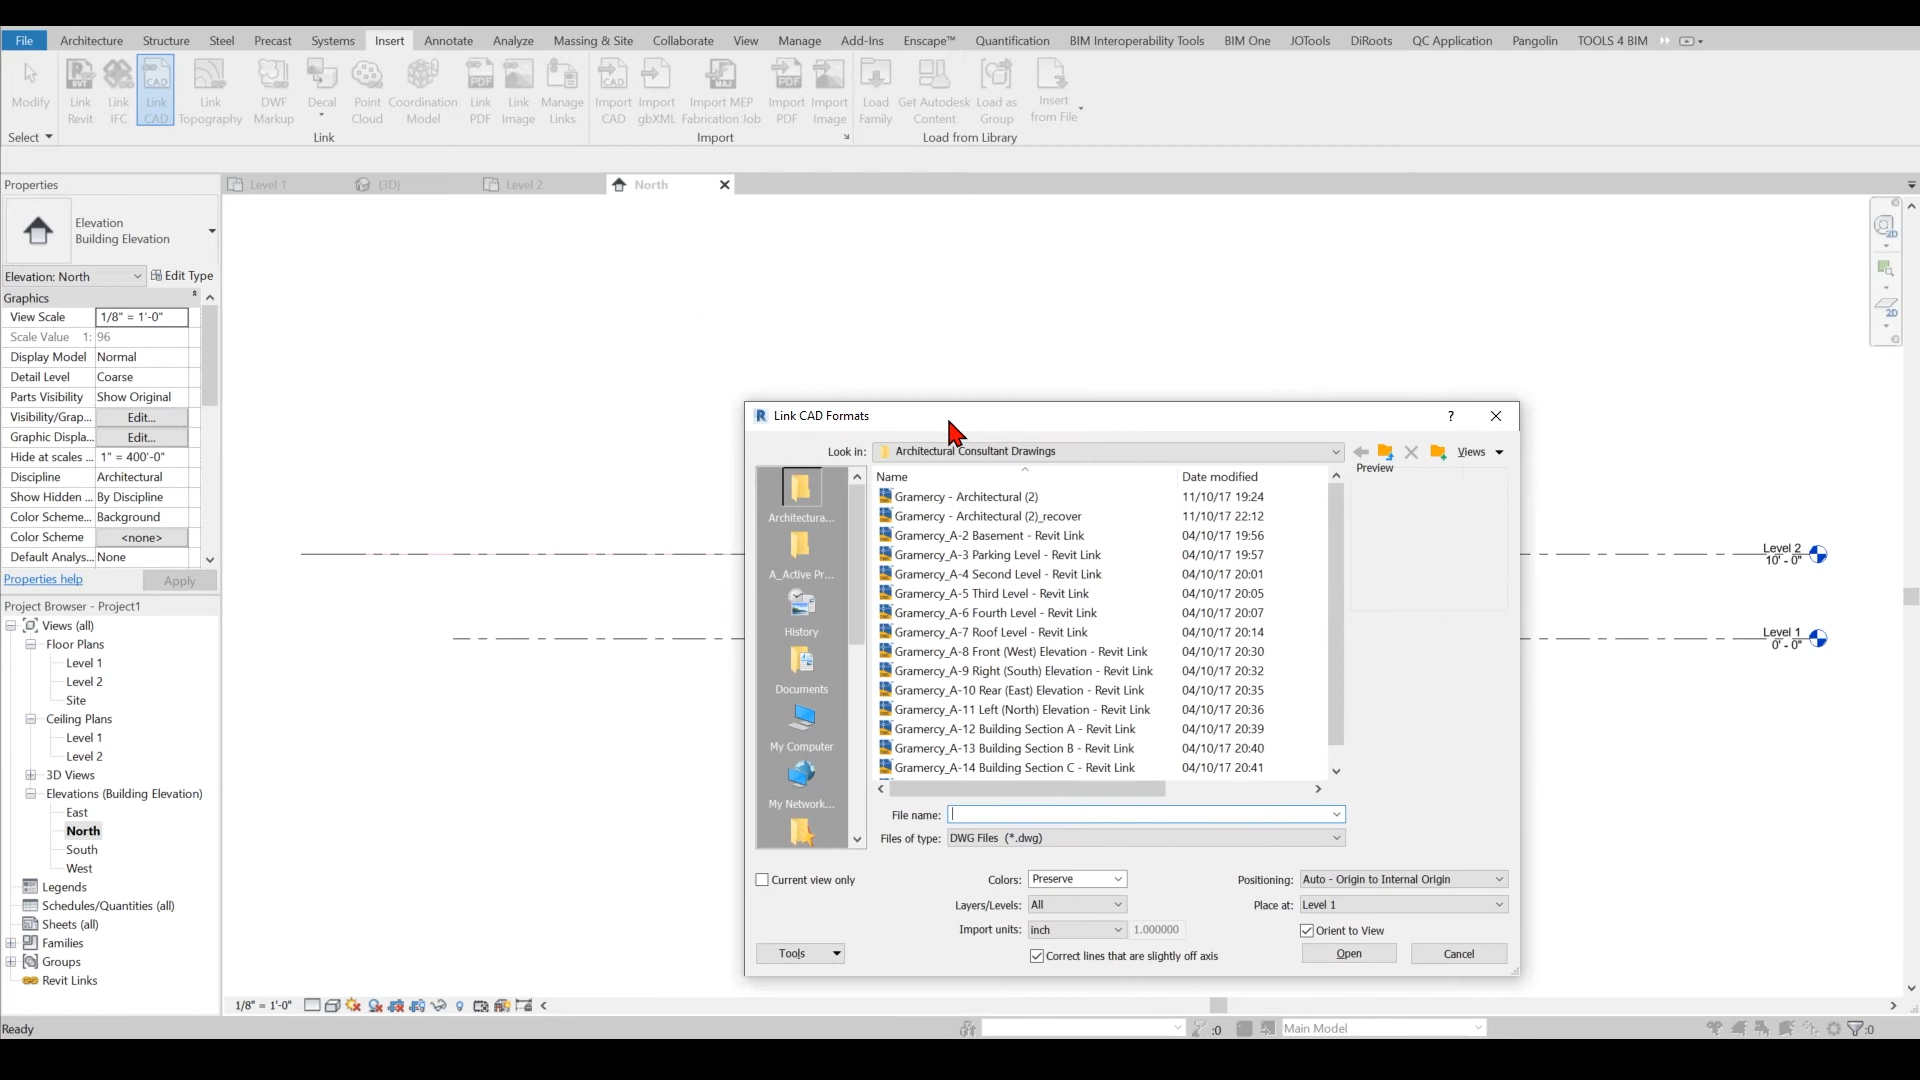 File Architecture Structure Steel Precast Systems Insert Annotate Analyze Massing & Site Collaborate View Manage Add-Ins Enscape™ Quantification BIM Interoperability Tools BIM One JOTools DiRoots QC Application Pangolin TOOLS 4 BIM
Modify Link Revit Link IFC Link CAD Link Topography DWF Markup Decal Point Cloud Coordination Model Link PDF Link Image Manage Links Import CAD Import gbXML Import MEP Fabrication Job Import PDF Import Image Load Family Get Autodesk Content Load as Group Insert from File
Select Link Import Load from Library
Properties
Level 1 {3D} Level 2 North
Elevation
Building Elevation
Elevation: North Edit Type
Graphics
View Scale 1/8" = 1'-0"
Scale Value 1: 96
Display Model Normal
Detail Level Coarse
Parts Visibility Show Original
Visibility/Grap... Edit...
Graphic Displa... Edit...
Hide at scales ... 1" = 400'-0"
Discipline Architectural
Show Hidden ... By Discipline
Color Scheme... Background
Color Scheme <none>
Default Analys... None
Properties help Apply
Project Browser - Project1
Views (all)
Floor Plans
Level 1
Level 2
Site
Ceiling Plans
Level 1
Level 2
3D Views
Elevations (Building Elevation)
East
North
South
West
Legends
Schedules/Quantities (all)
Sheets (all)
Families
Groups
Revit Links
Level 2
10' - 0"
Level 1
0' - 0"
2D
2D
R Link CAD Formats ?
Look in: Architectural Consultant Drawings Views
Architectura...
A_Active Pr...
History
Documents
My Computer
My Network...
Name Date modified
Gramercy - Architectural (2) 11/10/17 19:24
Gramercy - Architectural (2)_recover 11/10/17 22:12
Gramercy_A-2 Basement - Revit Link 04/10/17 19:56
Gramercy_A-3 Parking Level - Revit Link 04/10/17 19:57
Gramercy_A-4 Second Level - Revit Link 04/10/17 20:01
Gramercy_A-5 Third Level - Revit Link 04/10/17 20:05
Gramercy_A-6 Fourth Level - Revit Link 04/10/17 20:07
Gramercy_A-7 Roof Level - Revit Link 04/10/17 20:14
Gramercy_A-8 Front (West) Elevation - Revit Link 04/10/17 20:30
Gramercy_A-9 Right (South) Elevation - Revit Link 04/10/17 20:32
Gramercy_A-10 Rear (East) Elevation - Revit Link 04/10/17 20:35
Gramercy_A-11 Left (North) Elevation - Revit Link 04/10/17 20:36
Gramercy_A-12 Building Section A - Revit Link 04/10/17 20:39
Gramercy_A-13 Building Section B - Revit Link 04/10/17 20:40
Gramercy_A-14 Building Section C - Revit Link 04/10/17 20:41
Preview
File name:
Files of type: DWG Files (*.dwg)
Current view only Colors: Preserve Positioning: Auto - Origin to Internal Origin
Layers/Levels: All Place at: Level 1
Import units: inch 1.000000 Orient to View
Tools Correct lines that are slightly off axis Open Cancel
1/8" = 1'-0"
Ready :0 Main Model :0